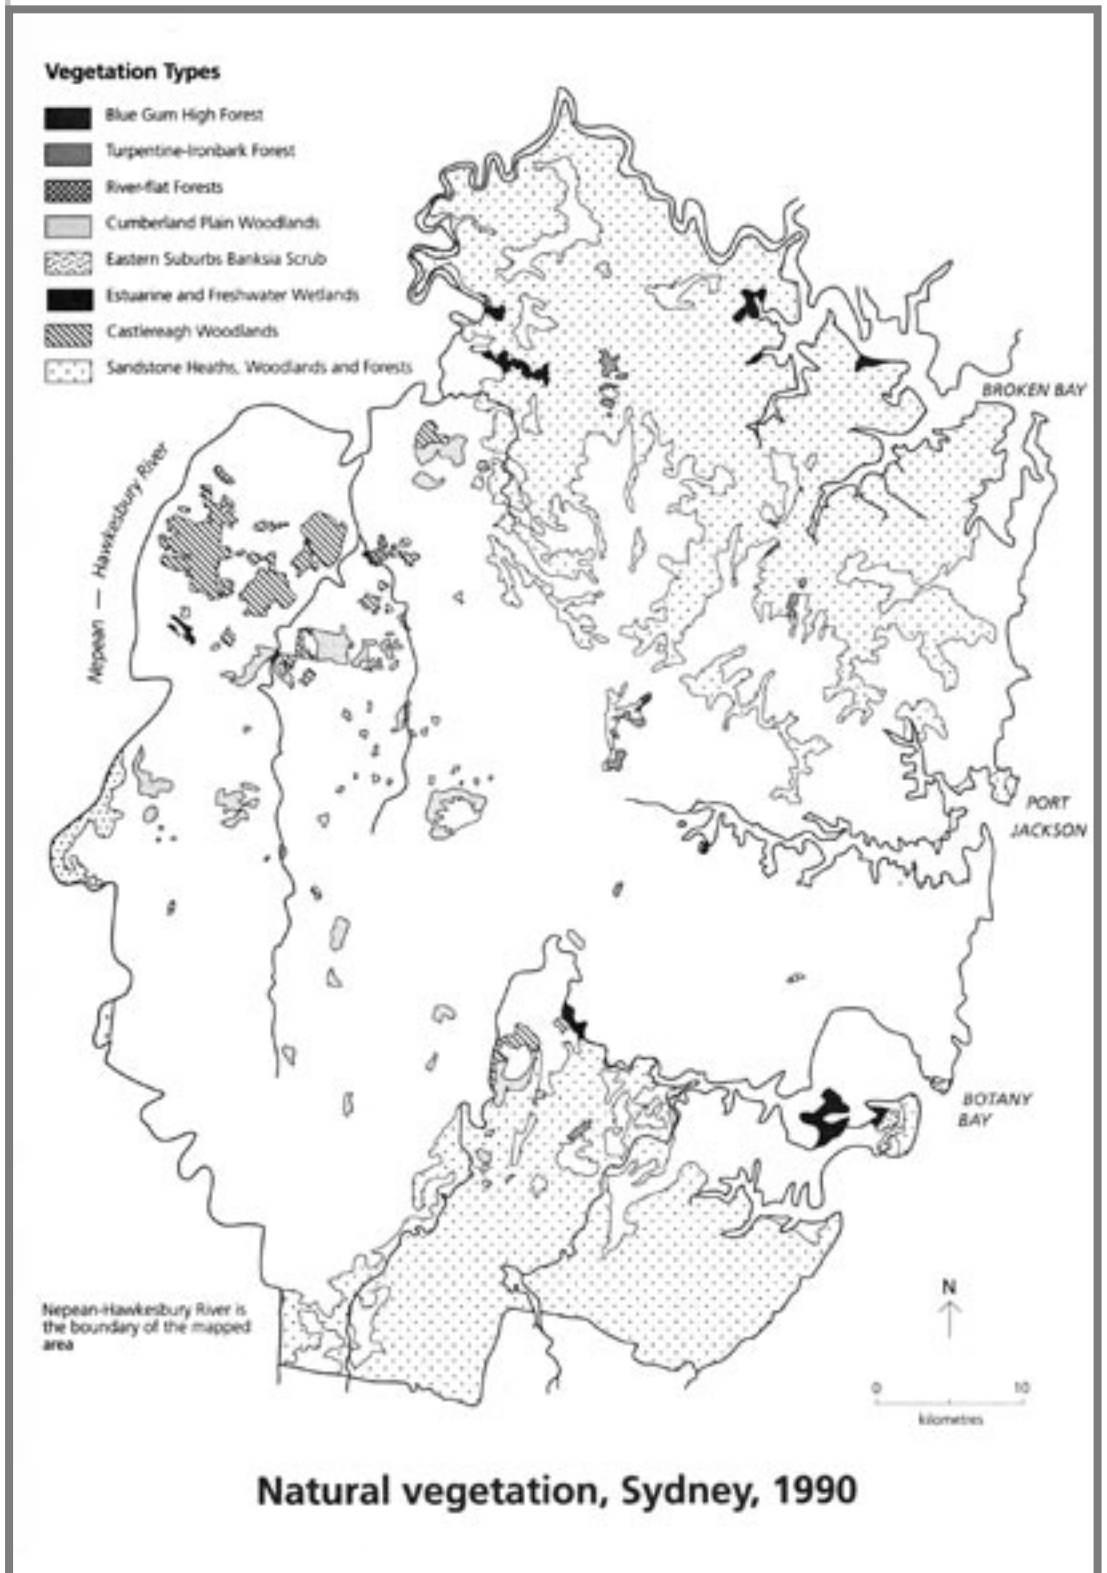 Vegetation Types
Blue Gum High Forest
Turpentine-Ironbark Forest
River-flat Forests
Cumberland Plain Woodlands
Eastern Suburbs Banksia Scrub
Estuarine and Freshwater Wetlands
Castlereagh Woodlands
Sandstone Heaths, Woodlands and Forests
BROKEN BAY
Nepean — Hawkesbury River
PORT
JACKSON
BOTANY
BAY
Nepean-Hawkesbury River is
the boundary of the mapped
area
N
0 10
kilometres
Natural vegetation, Sydney, 1990